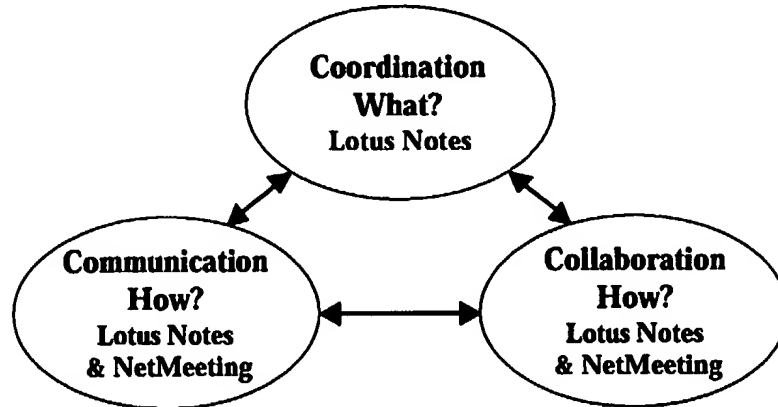 Coordination
What?
Lotus Notes
Communication
How?
Lotus Notes
& NetMeeting
Collaboration
How?
Lotus Notes
& NetMeeting